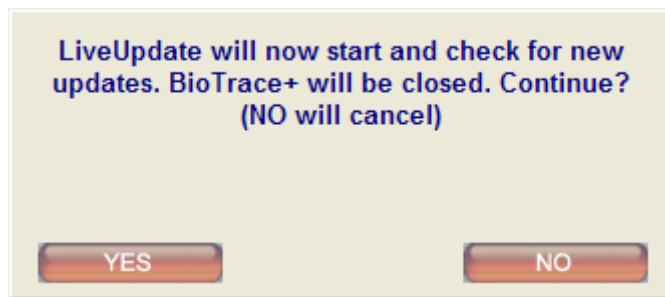 LiveUpdate will now start and check for new
updates. BioTrace+ will be closed. Continue?
(NO will cancel)
YES
NO